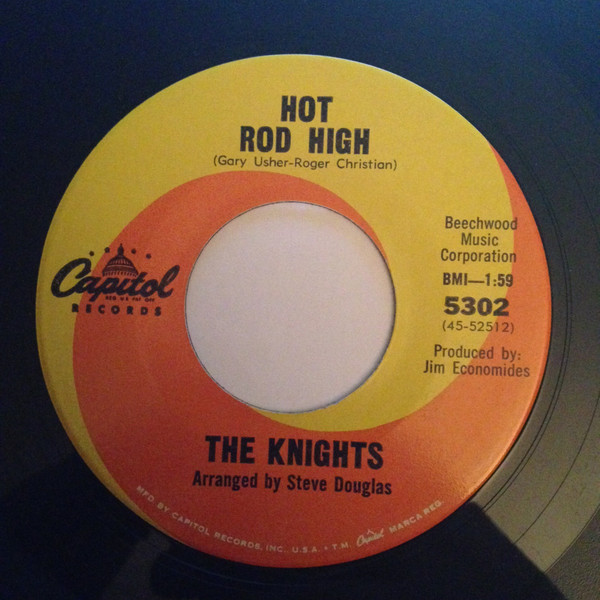 HOT
ROD HIGH
(Gary Usher-Roger Christian)
Capitol
RECORDS
Beechwood
Music
Corporation
BMI—1:59
5302
(45-52512)
Produced by:
Jim Economides
THE KNIGHTS
Arranged by Steve Douglas
MFD. BY CAPITOL RECORDS, INC., U.S.A. • T.M. Capitol MARCA REG.